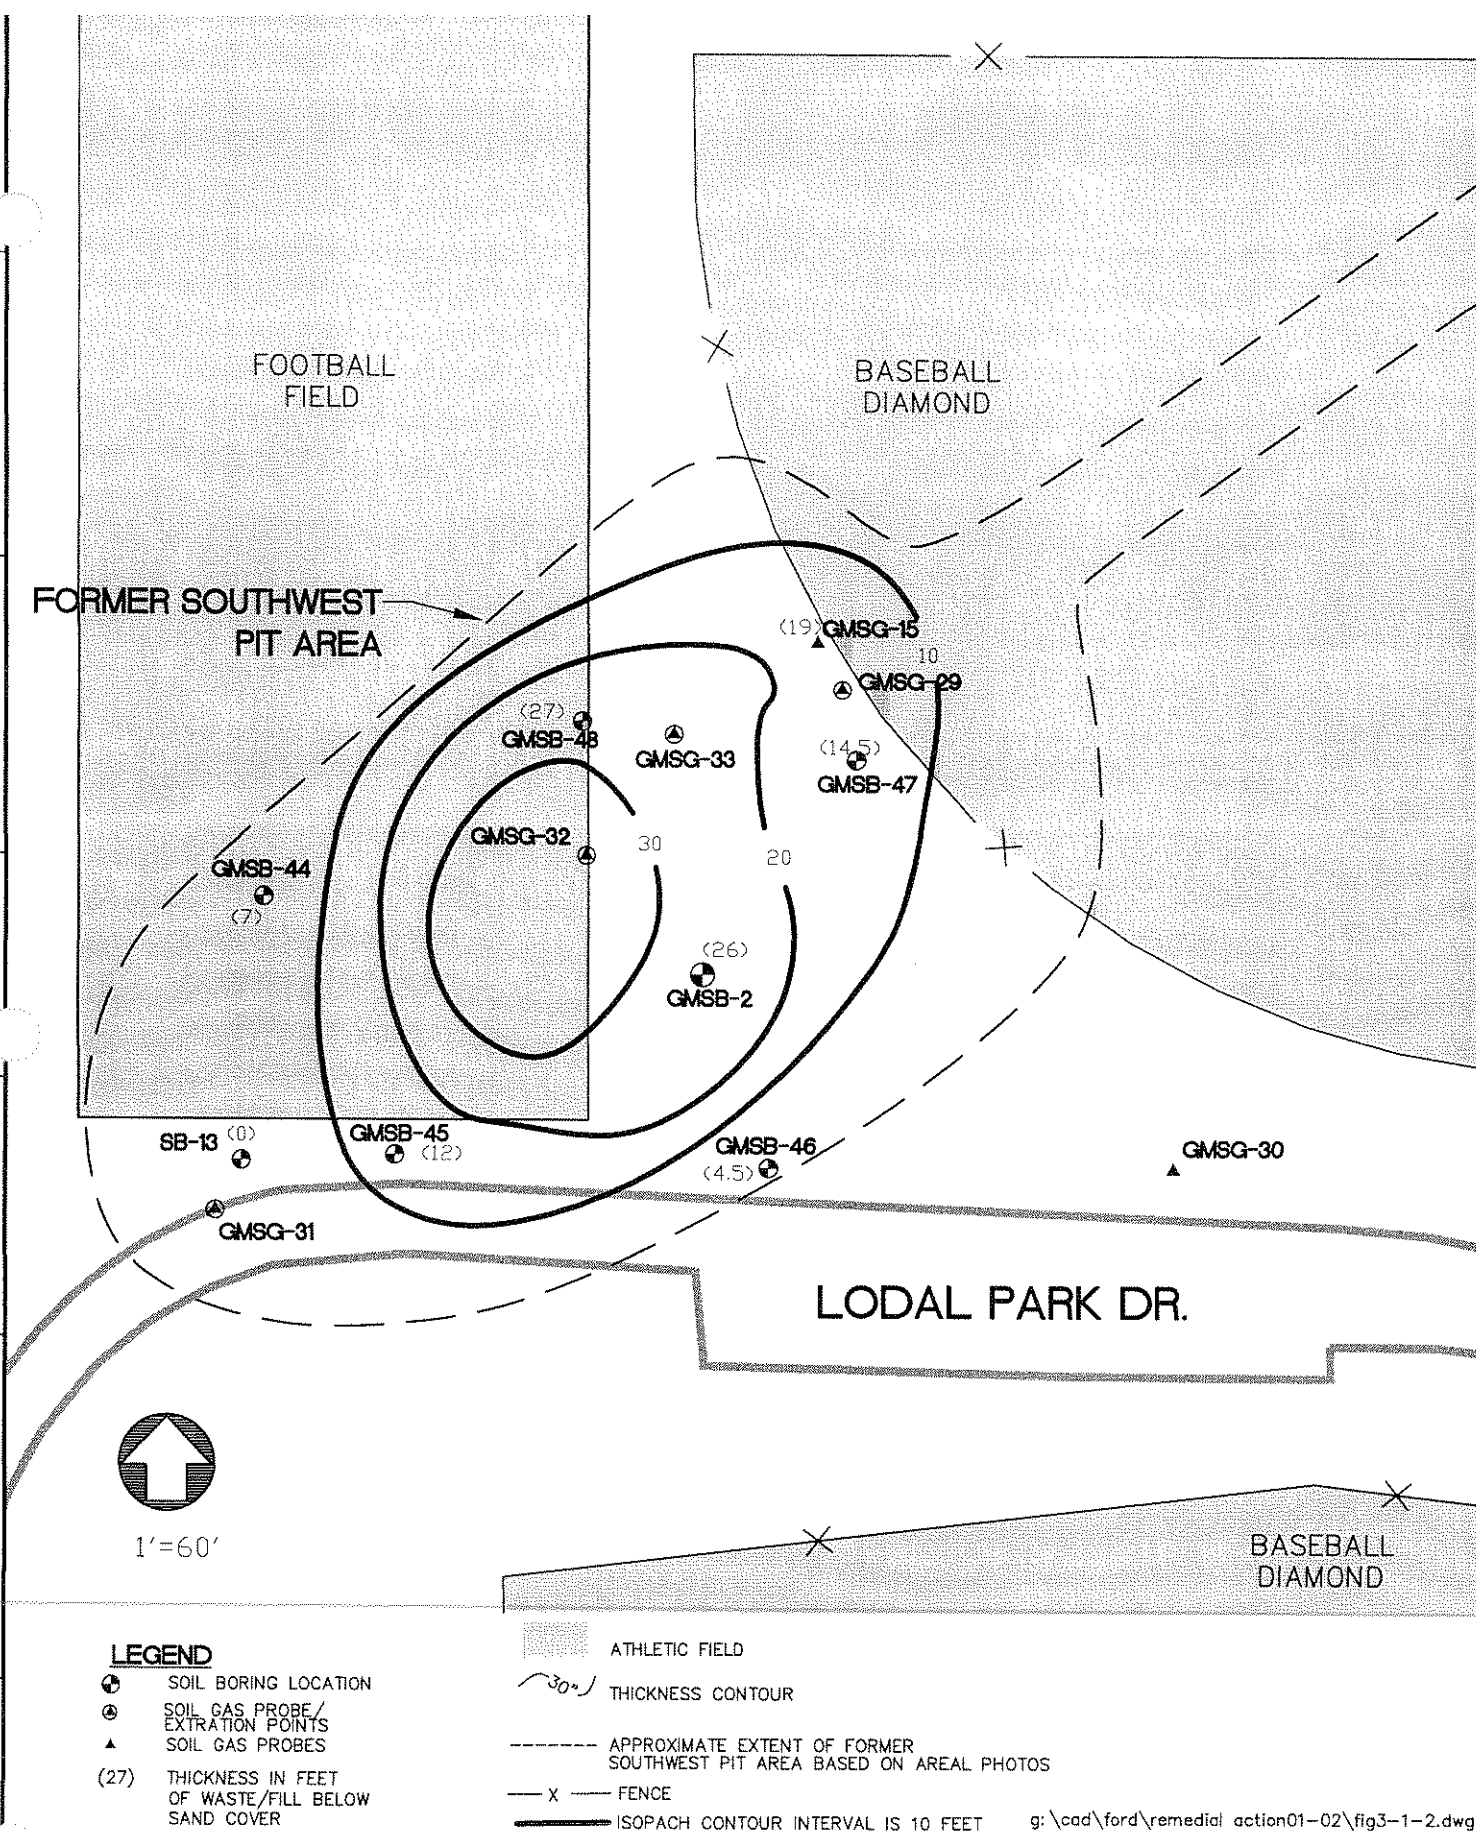 FOOTBALL
FIELD
BASEBALL
DIAMOND
FORMER SOUTHWEST
PIT AREA
(19)
GMSG-15
10
GMSG-29
(27)
GMSB-48
GMSG-33
(14.5)
GMSB-47
GMSG-32
30
20
GMSB-44
(7)
(26)
GMSB-2
SB-13
(0)
GMSB-45
(12)
GMSB-46
(4.5)
GMSG-30
GMSG-31
LODAL PARK DR.
1'=60'
BASEBALL
DIAMOND
LEGEND
SOIL BORING LOCATION
SOIL GAS PROBE/
EXTRATION POINTS
SOIL GAS PROBES
(27)
THICKNESS IN FEET
OF WASTE/FILL BELOW
SAND COVER
ATHLETIC FIELD
30"
THICKNESS CONTOUR
APPROXIMATE EXTENT OF FORMER
SOUTHWEST PIT AREA BASED ON AREAL PHOTOS
X
FENCE
ISOPACH CONTOUR INTERVAL IS 10 FEET
g:\cad\ford\remedial action01-02\fig3-1-2.dwg